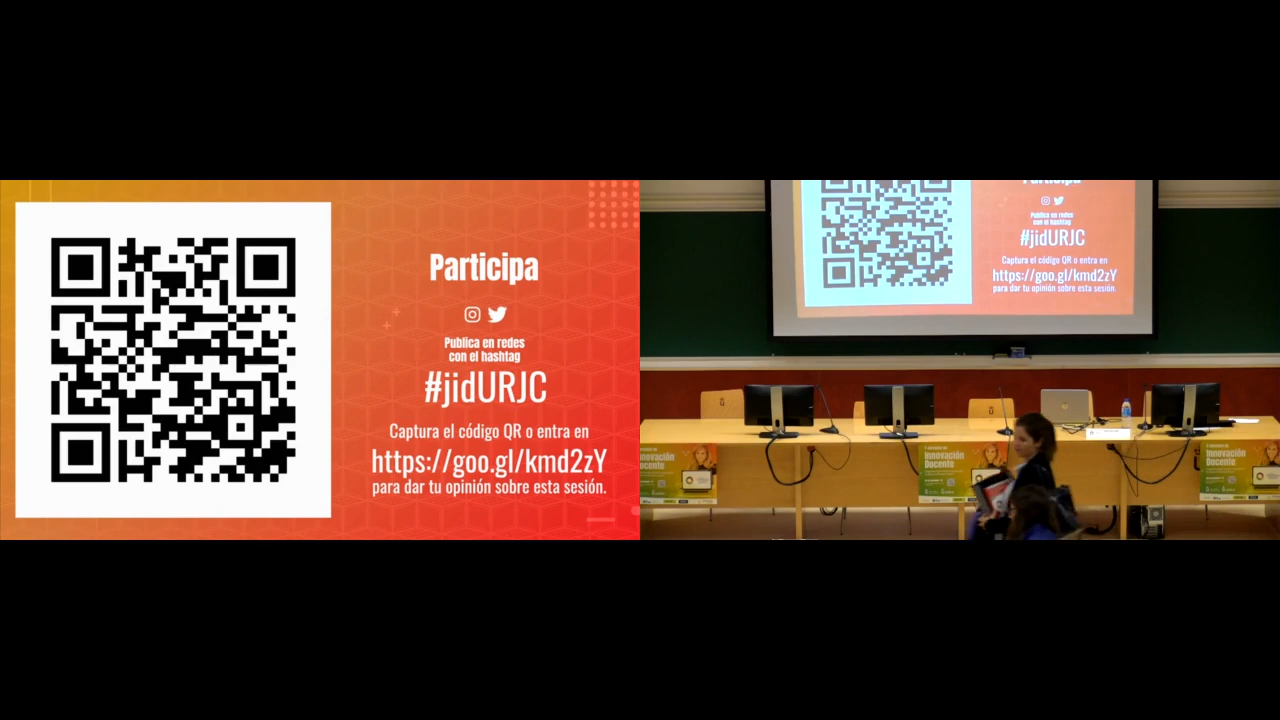 Participa
Publica en redes
con el hashtag
#jidURJC
Captura el código QR o entra en
https://goo.gl/kmd2zY
para dar tu opinión sobre esta sesión.
Participa
Publica en redes
con el hashtag
#jidURJC
Captura el código QR o entra en
https://goo.gl/kmd2zY
para dar tu opinión sobre esta sesión.
Innovación
Docente
Innovación
Docente
Innovación
Docente